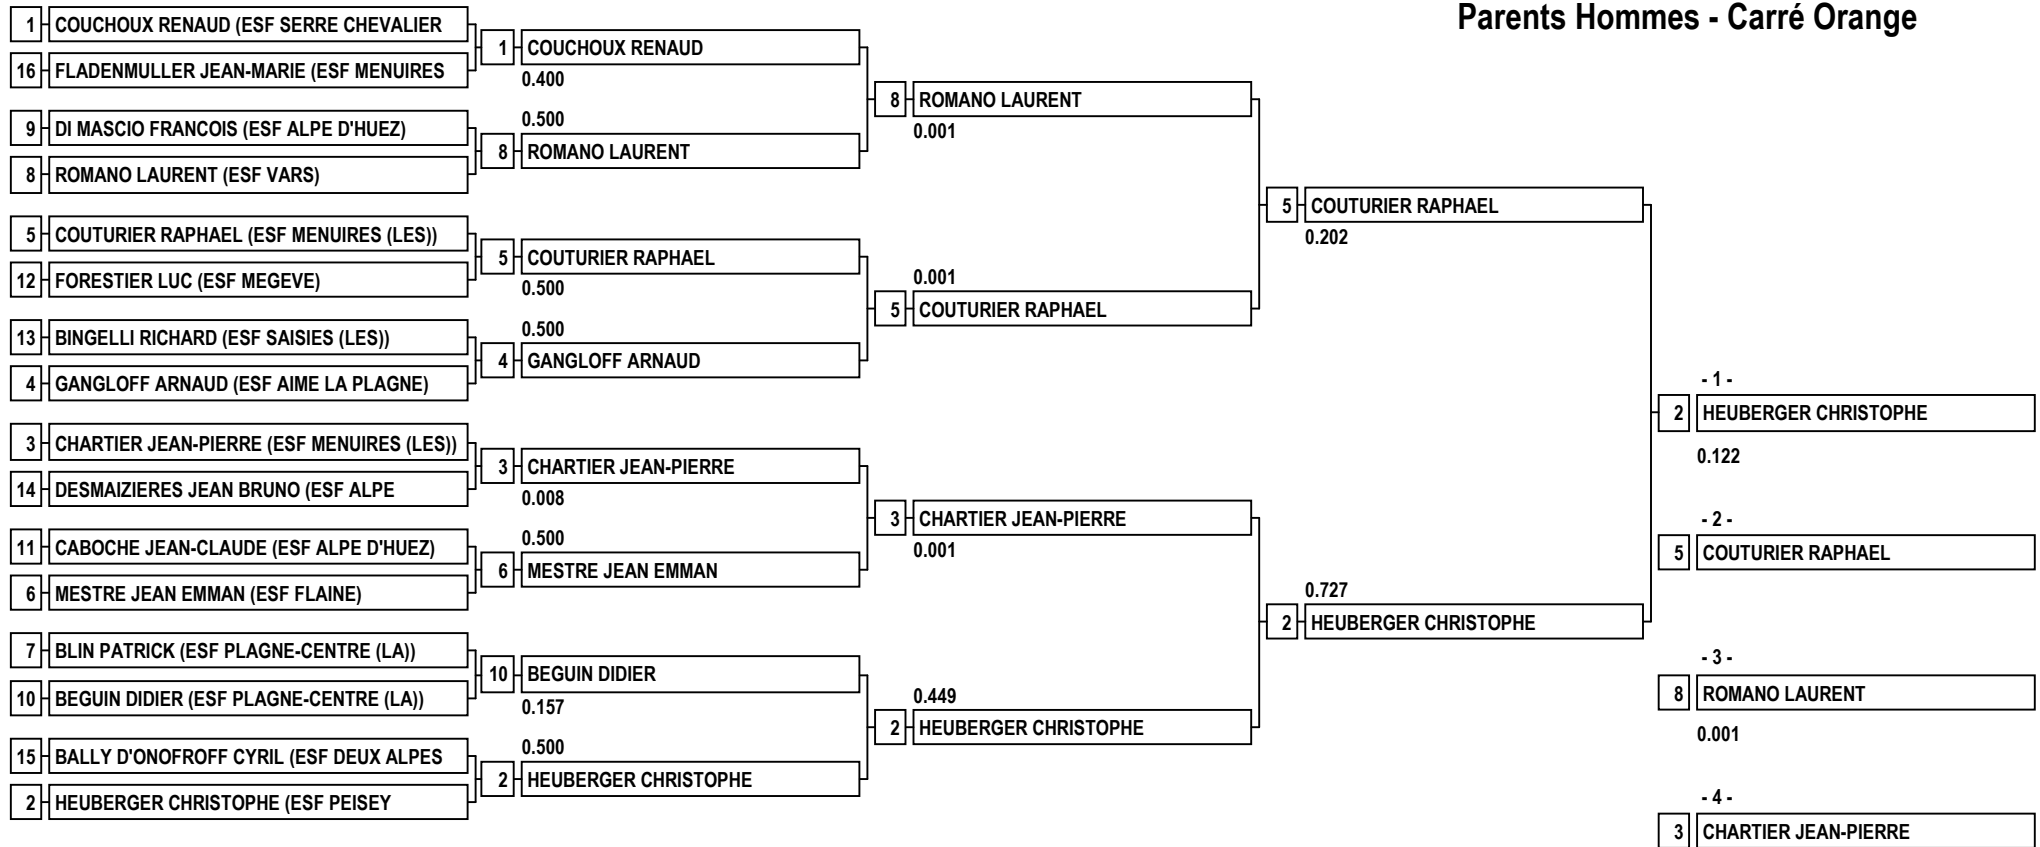 Parents Hommes - Carré Orange
1 COUCHOUX RENAUD (ESF SERRE CHEVALIER
16 FLADENMULLER JEAN-MARIE (ESF MENUIRES
9 DI MASCIO FRANCOIS (ESF ALPE D'HUEZ)
8 ROMANO LAURENT (ESF VARS)
5 COUTURIER RAPHAEL (ESF MENUIRES (LES))
12 FORESTIER LUC (ESF MEGEVE)
13 BINGELLI RICHARD (ESF SAISIES (LES))
4 GANGLOFF ARNAUD (ESF AIME LA PLAGNE)
3 CHARTIER JEAN-PIERRE (ESF MENUIRES (LES))
14 DESMAIZIERES JEAN BRUNO (ESF ALPE
11 CABOCHE JEAN-CLAUDE (ESF ALPE D'HUEZ)
6 MESTRE JEAN EMMAN (ESF FLAINE)
7 BLIN PATRICK (ESF PLAGNE-CENTRE (LA))
10 BEGUIN DIDIER (ESF PLAGNE-CENTRE (LA))
15 BALLY D'ONOFROFF CYRIL (ESF DEUX ALPES
2 HEUBERGER CHRISTOPHE (ESF PEISEY
1 COUCHOUX RENAUD
0.400
0.500
8 ROMANO LAURENT
5 COUTURIER RAPHAEL
0.500
0.500
4 GANGLOFF ARNAUD
3 CHARTIER JEAN-PIERRE
0.008
0.500
6 MESTRE JEAN EMMAN
10 BEGUIN DIDIER
0.157
0.500
2 HEUBERGER CHRISTOPHE
8 ROMANO LAURENT
0.001
0.001
5 COUTURIER RAPHAEL
3 CHARTIER JEAN-PIERRE
0.001
0.449
2 HEUBERGER CHRISTOPHE
5 COUTURIER RAPHAEL
0.202
0.727
2 HEUBERGER CHRISTOPHE
- 1 -
2 HEUBERGER CHRISTOPHE
0.122
- 2 -
5 COUTURIER RAPHAEL
- 3 -
8 ROMANO LAURENT
0.001
- 4 -
3 CHARTIER JEAN-PIERRE